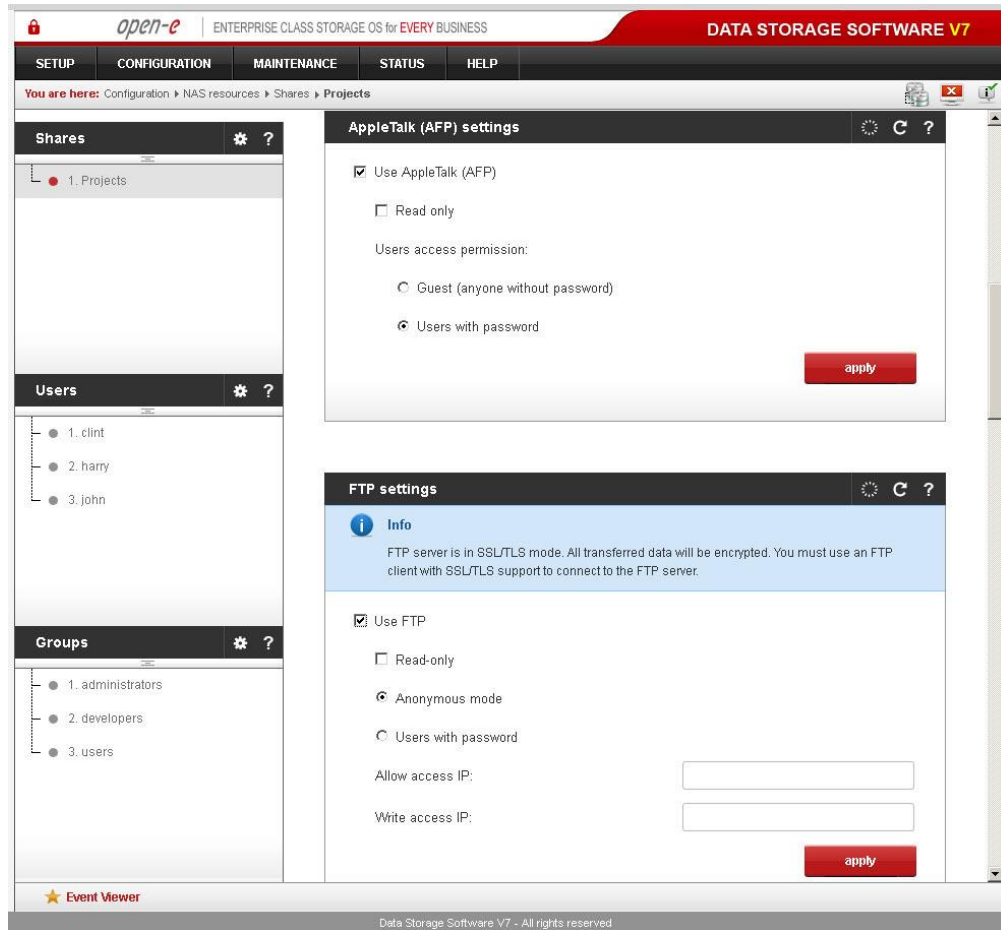 open-e ENTERPRISE CLASS STORAGE OS for EVERY BUSINESS DATA STORAGE SOFTWARE V7
SETUP CONFIGURATION MAINTENANCE STATUS HELP
You are here: Configuration ▸ NAS resources ▸ Shares ▸ Projects
Shares ?
1. Projects
Users ?
1. clint
2. harry
3. john
Groups ?
1. administrators
2. developers
3. users
AppleTalk (AFP) settings ?
Use AppleTalk (AFP)
Read only
Users access permission:
Guest (anyone without password)
Users with password
apply
FTP settings ?
i Info
FTP server is in SSL/TLS mode. All transferred data will be encrypted. You must use an FTP
client with SSL/TLS support to connect to the FTP server.
Use FTP
Read-only
Anonymous mode
Users with password
Allow access IP:
Write access IP:
apply
Event Viewer
Data Storage Software V7 - All rights reserved